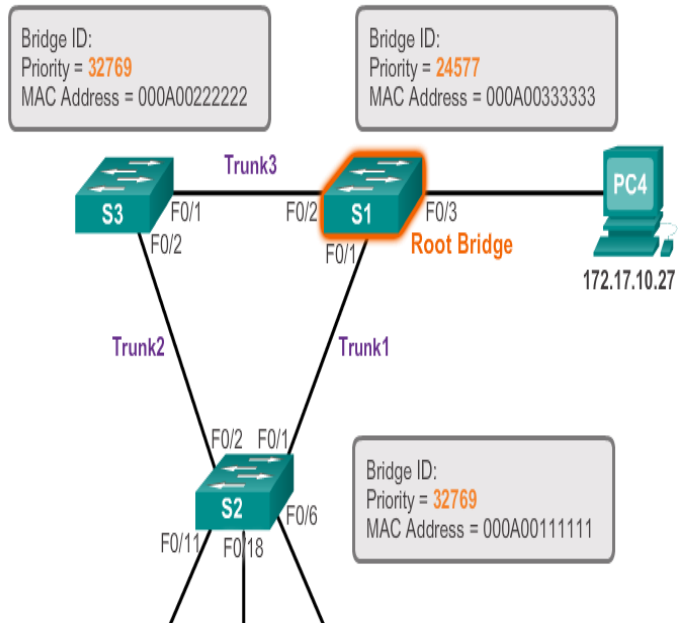 Bridge ID:
Priority = 32769
MAC Address = 000A00222222
Bridge ID:
Priority = 24577
MAC Address = 000A00333333
Trunk3
S3
F0/1
F0/2
S1
F0/3
PC4
F0/2
F0/1
Root Bridge
172.17.10.27
Trunk2
Trunk1
F0/2
F0/1
S2
F0/6
F0/11
F0/18
Bridge ID:
Priority = 32769
MAC Address = 000A00111111